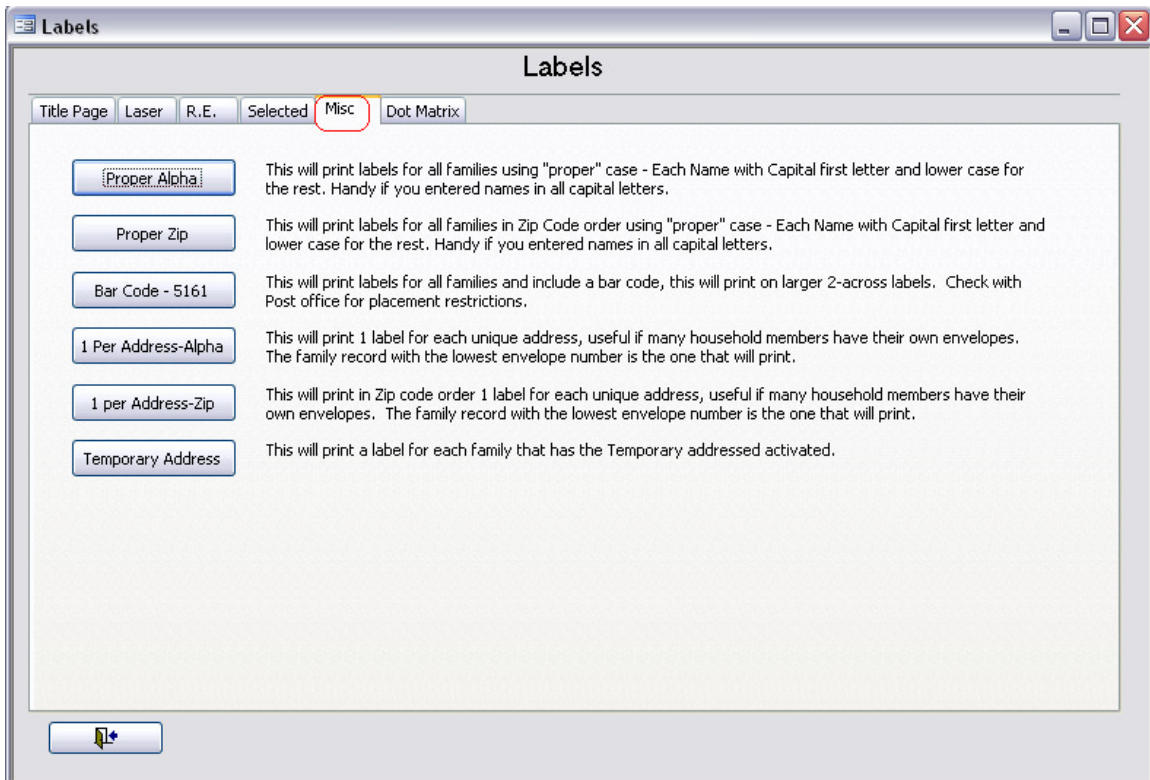 Labels
Labels
Title Page Laser R.E. Selected Misc Dot Matrix
Proper Alpha
This will print labels for all families using "proper" case - Each Name with Capital first letter and lower case for
the rest. Handy if you entered names in all capital letters.
Proper Zip
This will print labels for all families in Zip Code order using "proper" case - Each Name with Capital first letter and
lower case for the rest. Handy if you entered names in all capital letters.
Bar Code - 5161
This will print labels for all families and include a bar code, this will print on larger 2-across labels.  Check with
Post office for placement restrictions.
1 Per Address-Alpha
This will print 1 label for each unique address, useful if many household members have their own envelopes.
The family record with the lowest envelope number is the one that will print.
1 per Address-Zip
This will print in Zip code order 1 label for each unique address, useful if many household members have their
own envelopes.  The family record with the lowest envelope number is the one that will print.
Temporary Address
This will print a label for each family that has the Temporary addressed activated.